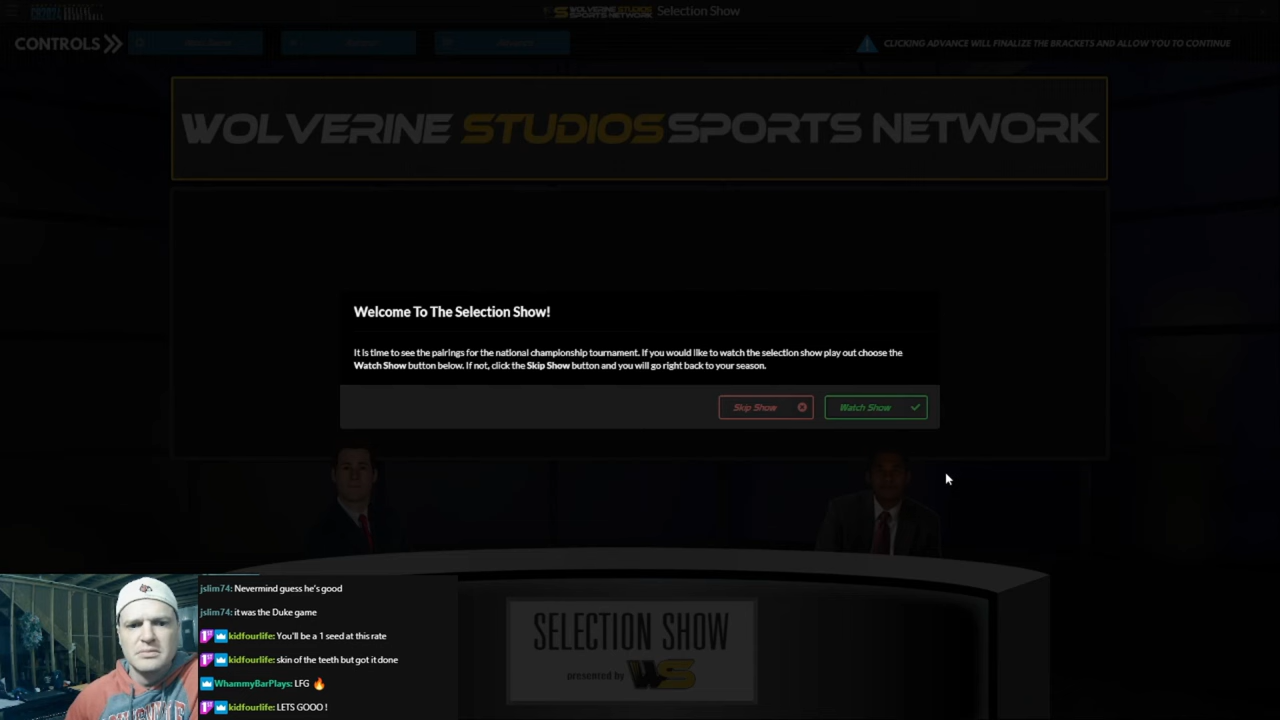 WOLVERINE STUDIOS
SPORTS NETWORK
Selection Show
CONTROLS
CLICKING ADVANCE WILL FINALIZE THE BRACKETS AND ALLOW YOU TO CONTINUE
WOLVERINE STUDIOS SPORTS NETWORK
Welcome To The Selection Show!
It is time to see the pairings for the national championship tournament. If you would like to watch the selection show play out choose the
Watch Show button below. If not, click the Skip Show button and you will go right back to your season.
Skip Show
Watch Show
jslim74: Nevermind guess he's good
jslim74: it was the Duke game
kidfourlife: You'll be a 1 seed at this rate
kidfourlife: skin of the teeth but got it done
WhammyBarPlays: LFG 🔥
kidfourlife: LETS GOOO !
SELECTION SHOW
presented by WS